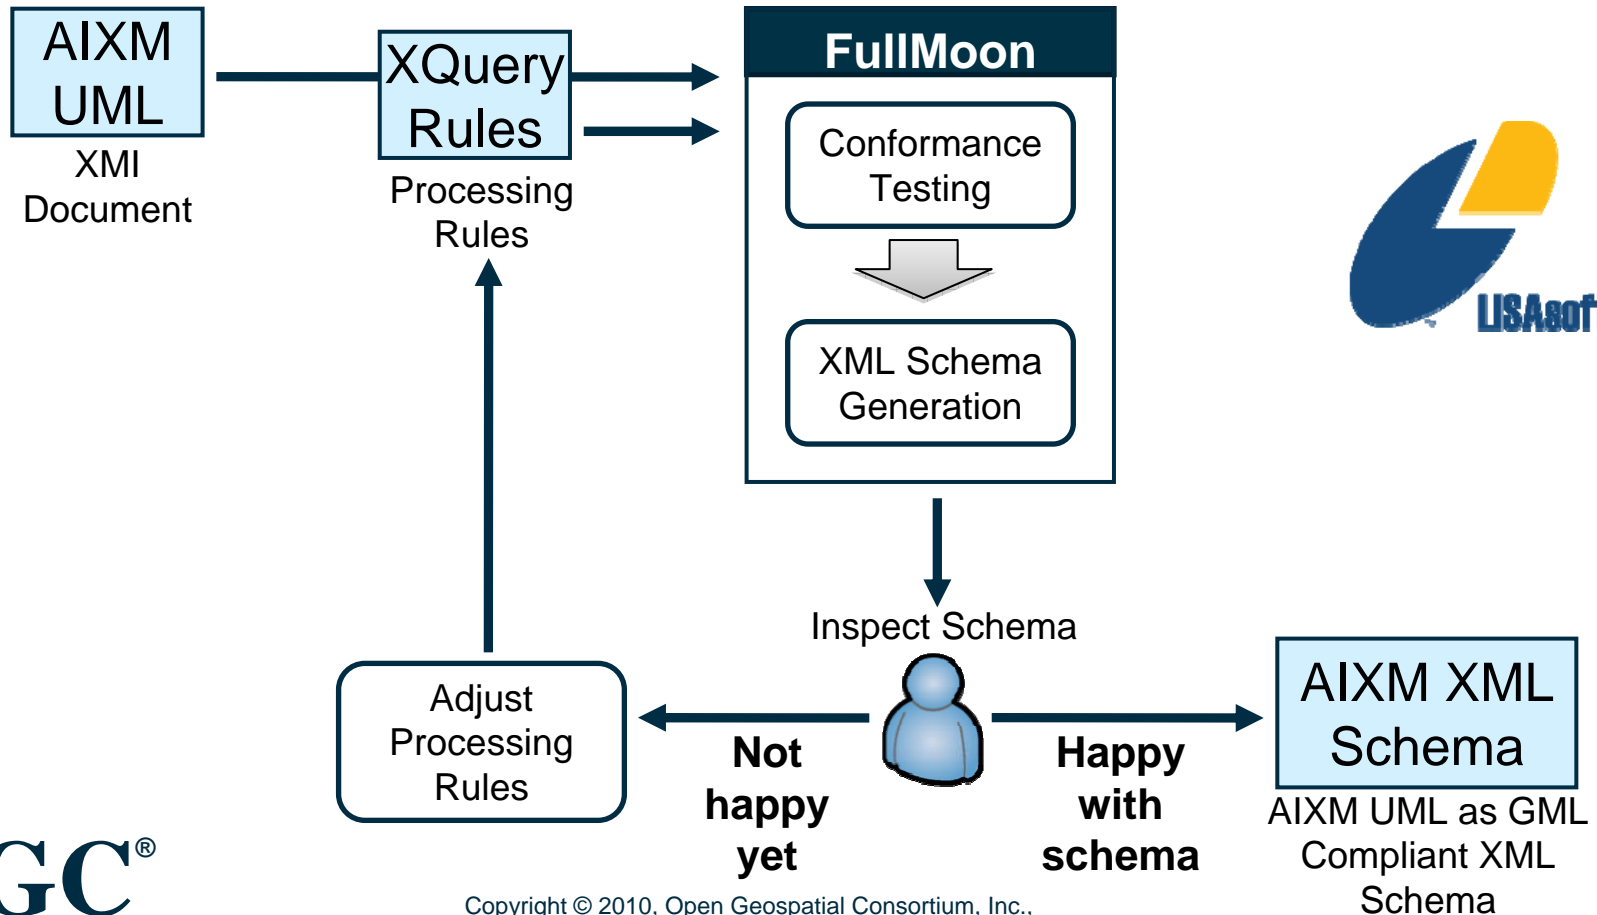 AIXM
UML
XMI
Document
XQuery
Rules
Processing
Rules
FullMoon
Conformance
Testing
XML Schema
Generation
LISAsoft
Inspect Schema
Adjust
Processing
Rules
Not
happy
yet
Happy
with
schema
AIXM XML
Schema
AIXM UML as GML
Compliant XML
Schema
GC®
Copyright © 2010, Open Geospatial Consortium, Inc.,